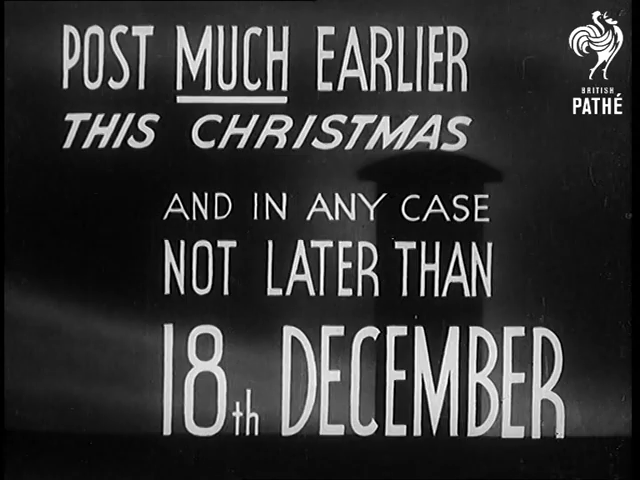 POST MUCH EARLIER
THIS CHRISTMAS
AND IN ANY CASE
NOT LATER THAN
18th DECEMBER
BRITISH
PATHÉ